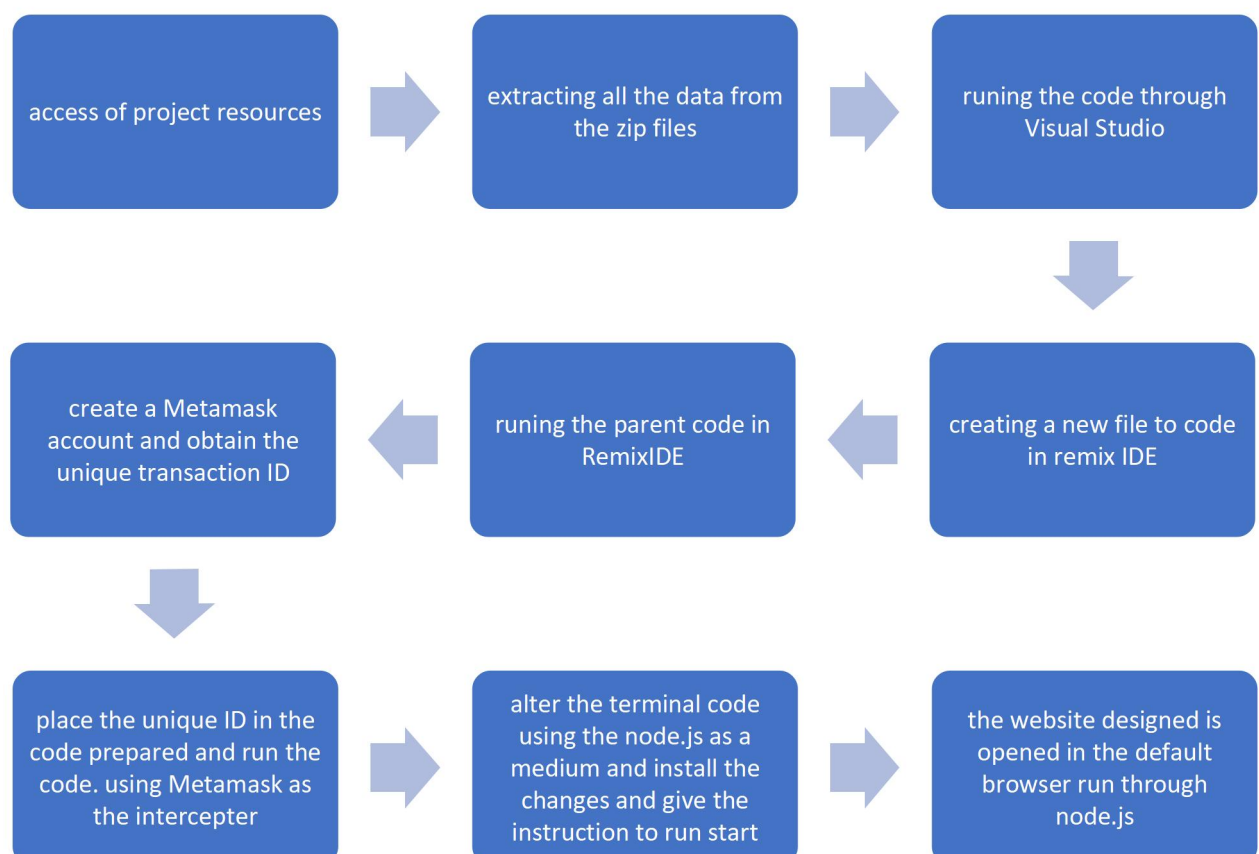 access of project resources
extracting all the data from
the zip files
runing the code through
Visual Studio
creating a new file to code
in remix IDE
runing the parent code in
RemixIDE
create a Metamask
account and obtain the
unique transaction ID
place the unique ID in the
code prepared and run the
code. using Metamask as
the intercepter
alter the terminal code
using the node.js as a
medium and install the
changes and give the
instruction to run start
the website designed is
opened in the default
browser run through
node.js